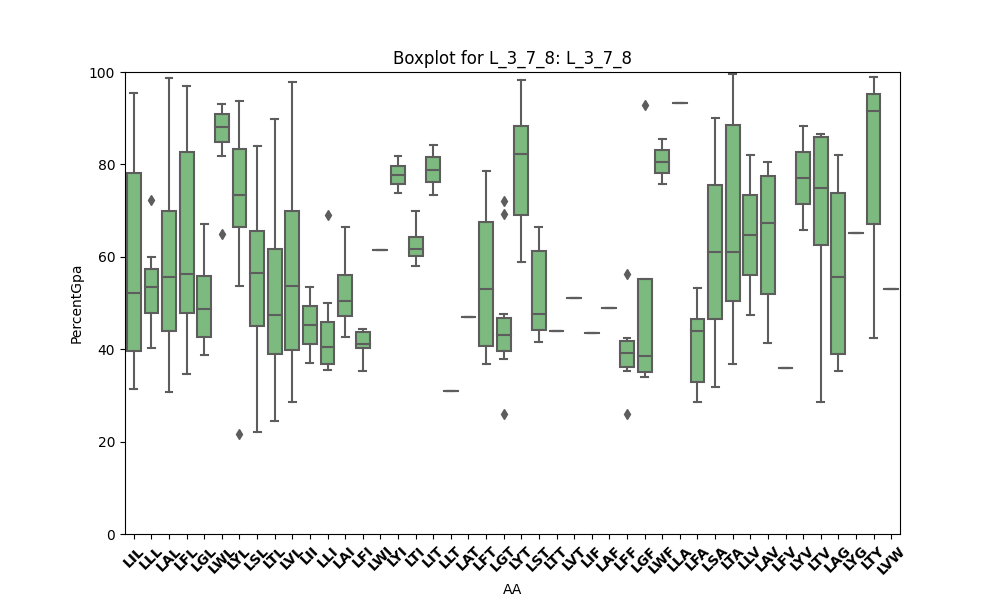 Boxplot for L_3_7_8: L_3_7_8
100
80
60
40
20
0
PercentGpa
LIL LLL LAL LFL LGL LWL LYL LSL LTL LVL LII LLI LAI LFI LWI LYI LTI LIT LLT LAT LFT LGT LYT LST LTT LVT LIF LAF LFF LGF LWF LLA LFA LSA LTA LLV LAV LFV LYV LTV LAG LYG LTY LVW
AA